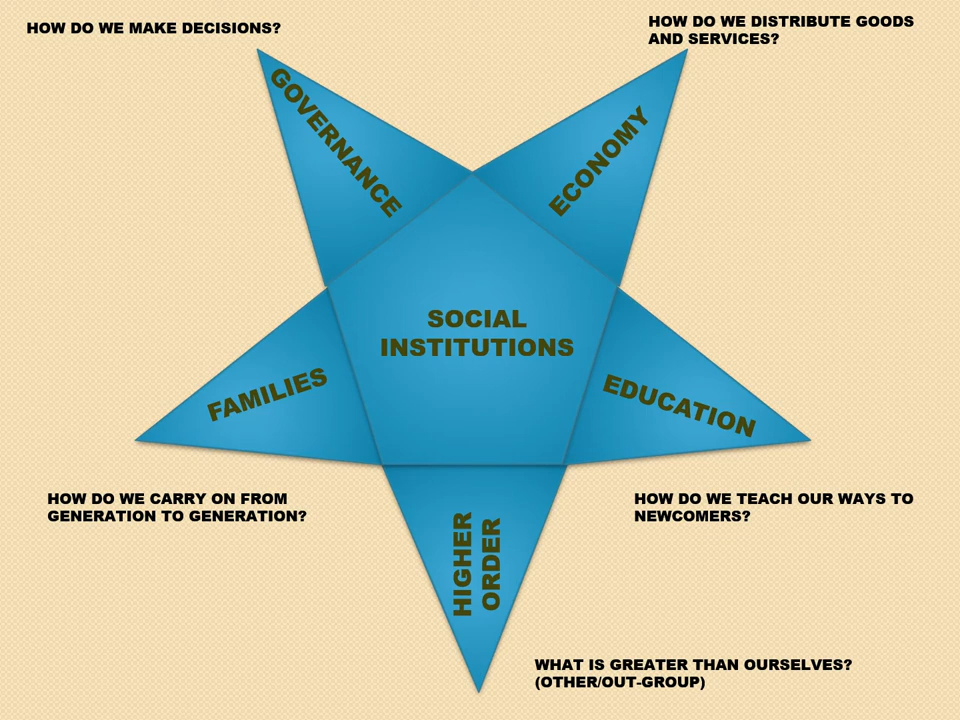 HOW DO WE MAKE DECISIONS?
HOW DO WE DISTRIBUTE GOODS
AND SERVICES?
GOVERNANCE
ECONOMY
SOCIAL
INSTITUTIONS
FAMILIES
EDUCATION
HOW DO WE CARRY ON FROM
GENERATION TO GENERATION?
HOW DO WE TEACH OUR WAYS TO
NEWCOMERS?
HIGHER
ORDER
WHAT IS GREATER THAN OURSELVES?
(OTHER/OUT-GROUP)